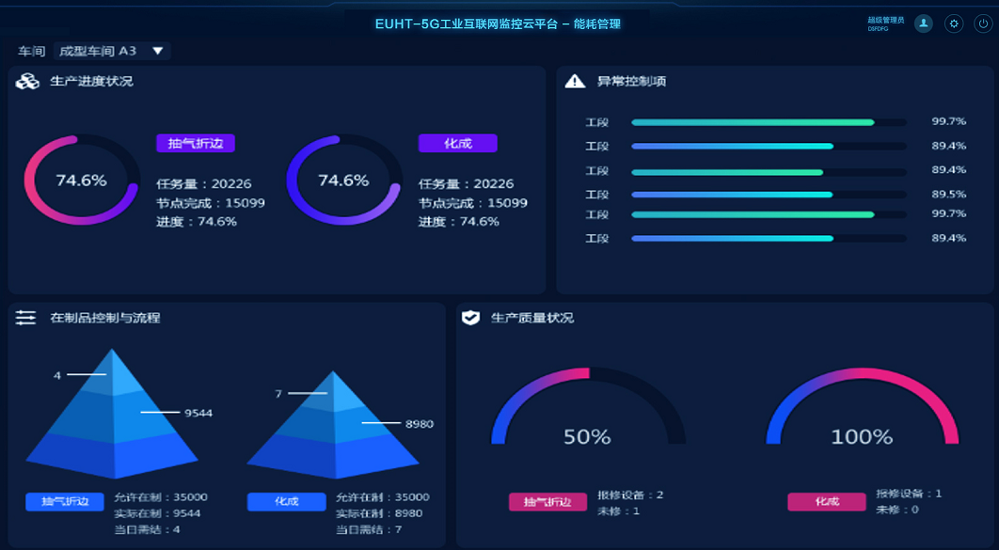 EUHT-5G工业互联网监控云平台 - 能耗管理
超级管理员
DSFDFG
车间 成型车间 A3
生产进度状况
74.6%
抽气折边
任务量：20226
节点完成：15099
进度：74.6%
74.6%
化成
任务量：20226
节点完成：15099
进度：74.6%
异常控制项
工段 99.7%
工段 89.4%
工段 89.4%
工段 89.5%
工段 99.7%
工段 89.4%
在制品控制与流程
4
9544
抽气折边
允许在制：35000
实际在制：9544
当日需结：4
7
8980
化成
允许在制：35000
实际在制：8980
当日需结：7
生产质量状况
50%
抽气折边
报修设备：2
未修：1
100%
化成
报修设备：1
未修：0